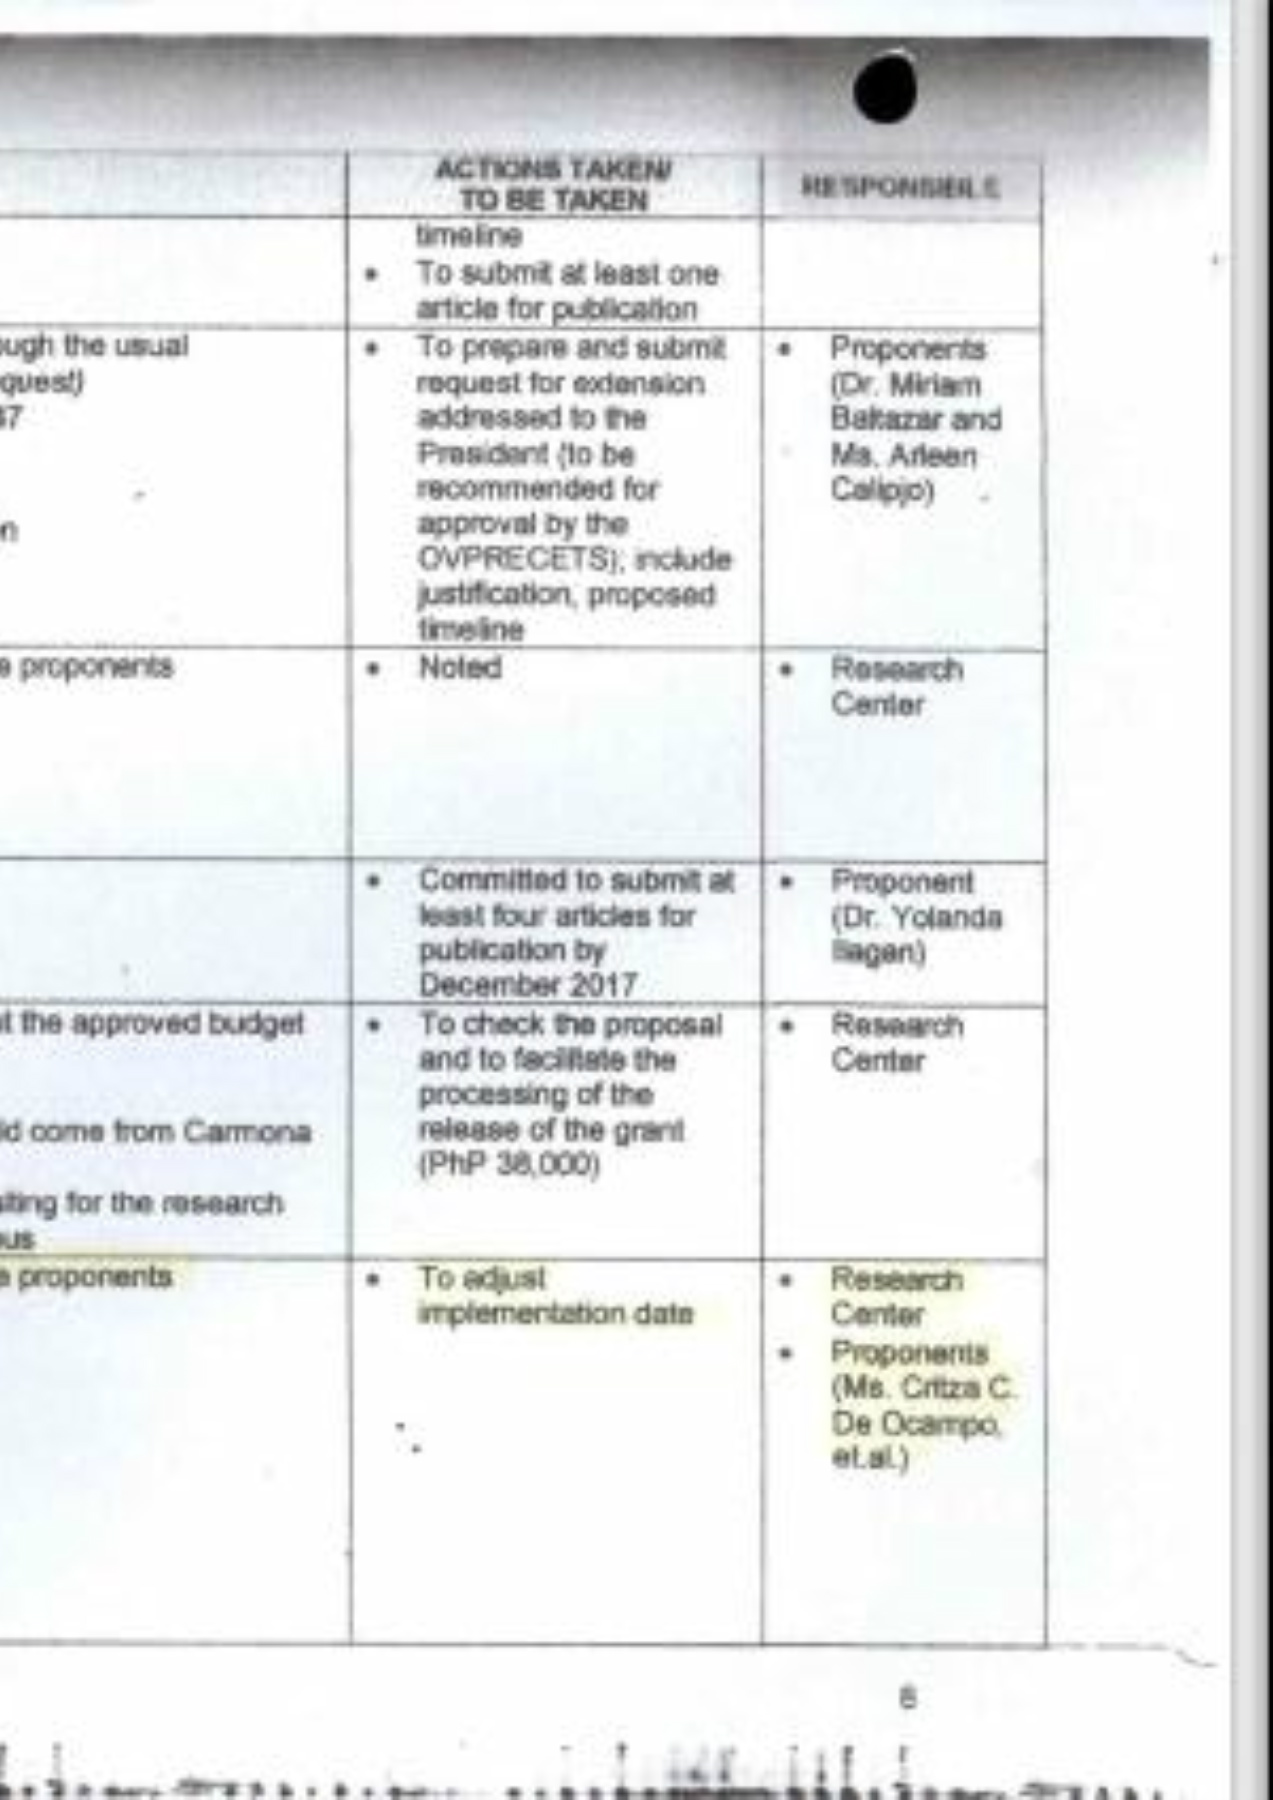 ACTIONS TAKEN/
TO BE TAKEN
RESPONSIBLE
timeline
• To submit at least one
article for publication
ough the usual
quest)
37
on
• To prepare and submit
request for extension
addressed to the
President (to be
recommended for
approval by the
OVPRECETS); include
justification, proposed
timeline
• Proponents
(Dr. Miriam
Baltazar and
Ms. Arleen
Calipjo)
e proponents
• Noted
• Research
Center
• Committed to submit at
least four articles for
publication by
December 2017
• Proponent
(Dr. Yolanda
Ilagan)
t the approved budget
ld come from Carmona
iting for the research
ous
• To check the proposal
and to facilitate the
processing of the
release of the grant
(PhP 38,000)
• Research
Center
e proponents
• To adjust
implementation date
• Research
Center
• Proponents
(Ms. Critza C.
De Ocampo,
et.al.)